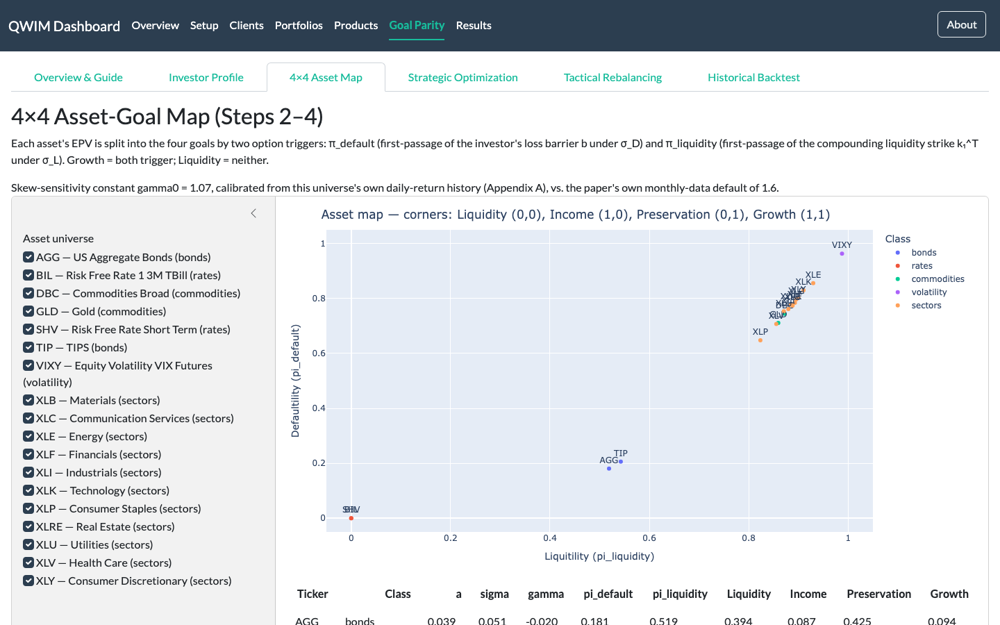 QWIM Dashboard Overview Setup Clients Portfolios Products Goal Parity Results About
Overview & Guide Investor Profile 4×4 Asset Map Strategic Optimization Tactical Rebalancing Historical Backtest
4×4 Asset-Goal Map (Steps 2–4)
Each asset's EPV is split into the four goals by two option triggers: π_default (first-passage of the investor's loss barrier b under σ_D) and π_liquidity (first-passage of the compounding liquidity strike k₁^T
under σ_L). Growth = both trigger; Liquidity = neither.
Skew-sensitivity constant gamma0 = 1.07, calibrated from this universe's own daily-return history (Appendix A), vs. the paper's own monthly-data default of 1.6.
Asset universe
AGG — US Aggregate Bonds (bonds)
BIL — Risk Free Rate 1 3M TBill (rates)
DBC — Commodities Broad (commodities)
GLD — Gold (commodities)
SHV — Risk Free Rate Short Term (rates)
TIP — TIPS (bonds)
VIXY — Equity Volatility VIX Futures
(volatility)
XLB — Materials (sectors)
XLC — Communication Services (sectors)
XLE — Energy (sectors)
XLF — Financials (sectors)
XLI — Industrials (sectors)
XLK — Technology (sectors)
XLP — Consumer Staples (sectors)
XLRE — Real Estate (sectors)
XLU — Utilities (sectors)
XLV — Health Care (sectors)
XLY — Consumer Discretionary (sectors)
Asset map — corners: Liquidity (0,0), Income (1,0), Preservation (0,1), Growth (1,1)
Class
bonds
rates
commodities
volatility
sectors
VIXY
XLE
XLK
XLV
XLP
TIP
AGG
1
0.8
0.6
0.4
0.2
0
Defaultility (pi_default)
0 0.2 0.4 0.6 0.8 1
Liquitility (pi_liquidity)
Ticker Class a sigma gamma pi_default pi_liquidity Liquidity Income Preservation Growth
AGG bonds 0.039 0.051 -0.020 0.181 0.519 0.394 0.087 0.425 0.094